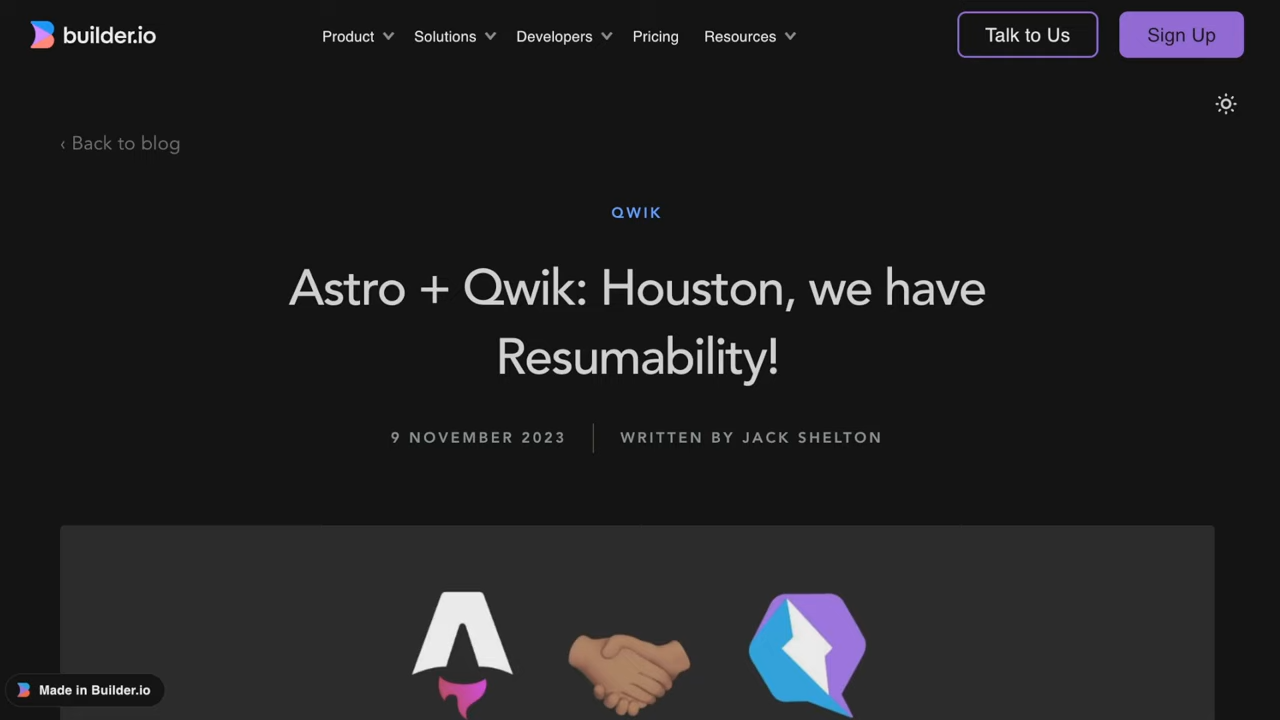 builder.io
Product
Solutions
Developers
Pricing
Resources
Talk to Us
Sign Up
‹ Back to blog
QWIK
Astro + Qwik: Houston, we have
Resumability!
9 NOVEMBER 2023
WRITTEN BY JACK SHELTON
Made in Builder.io